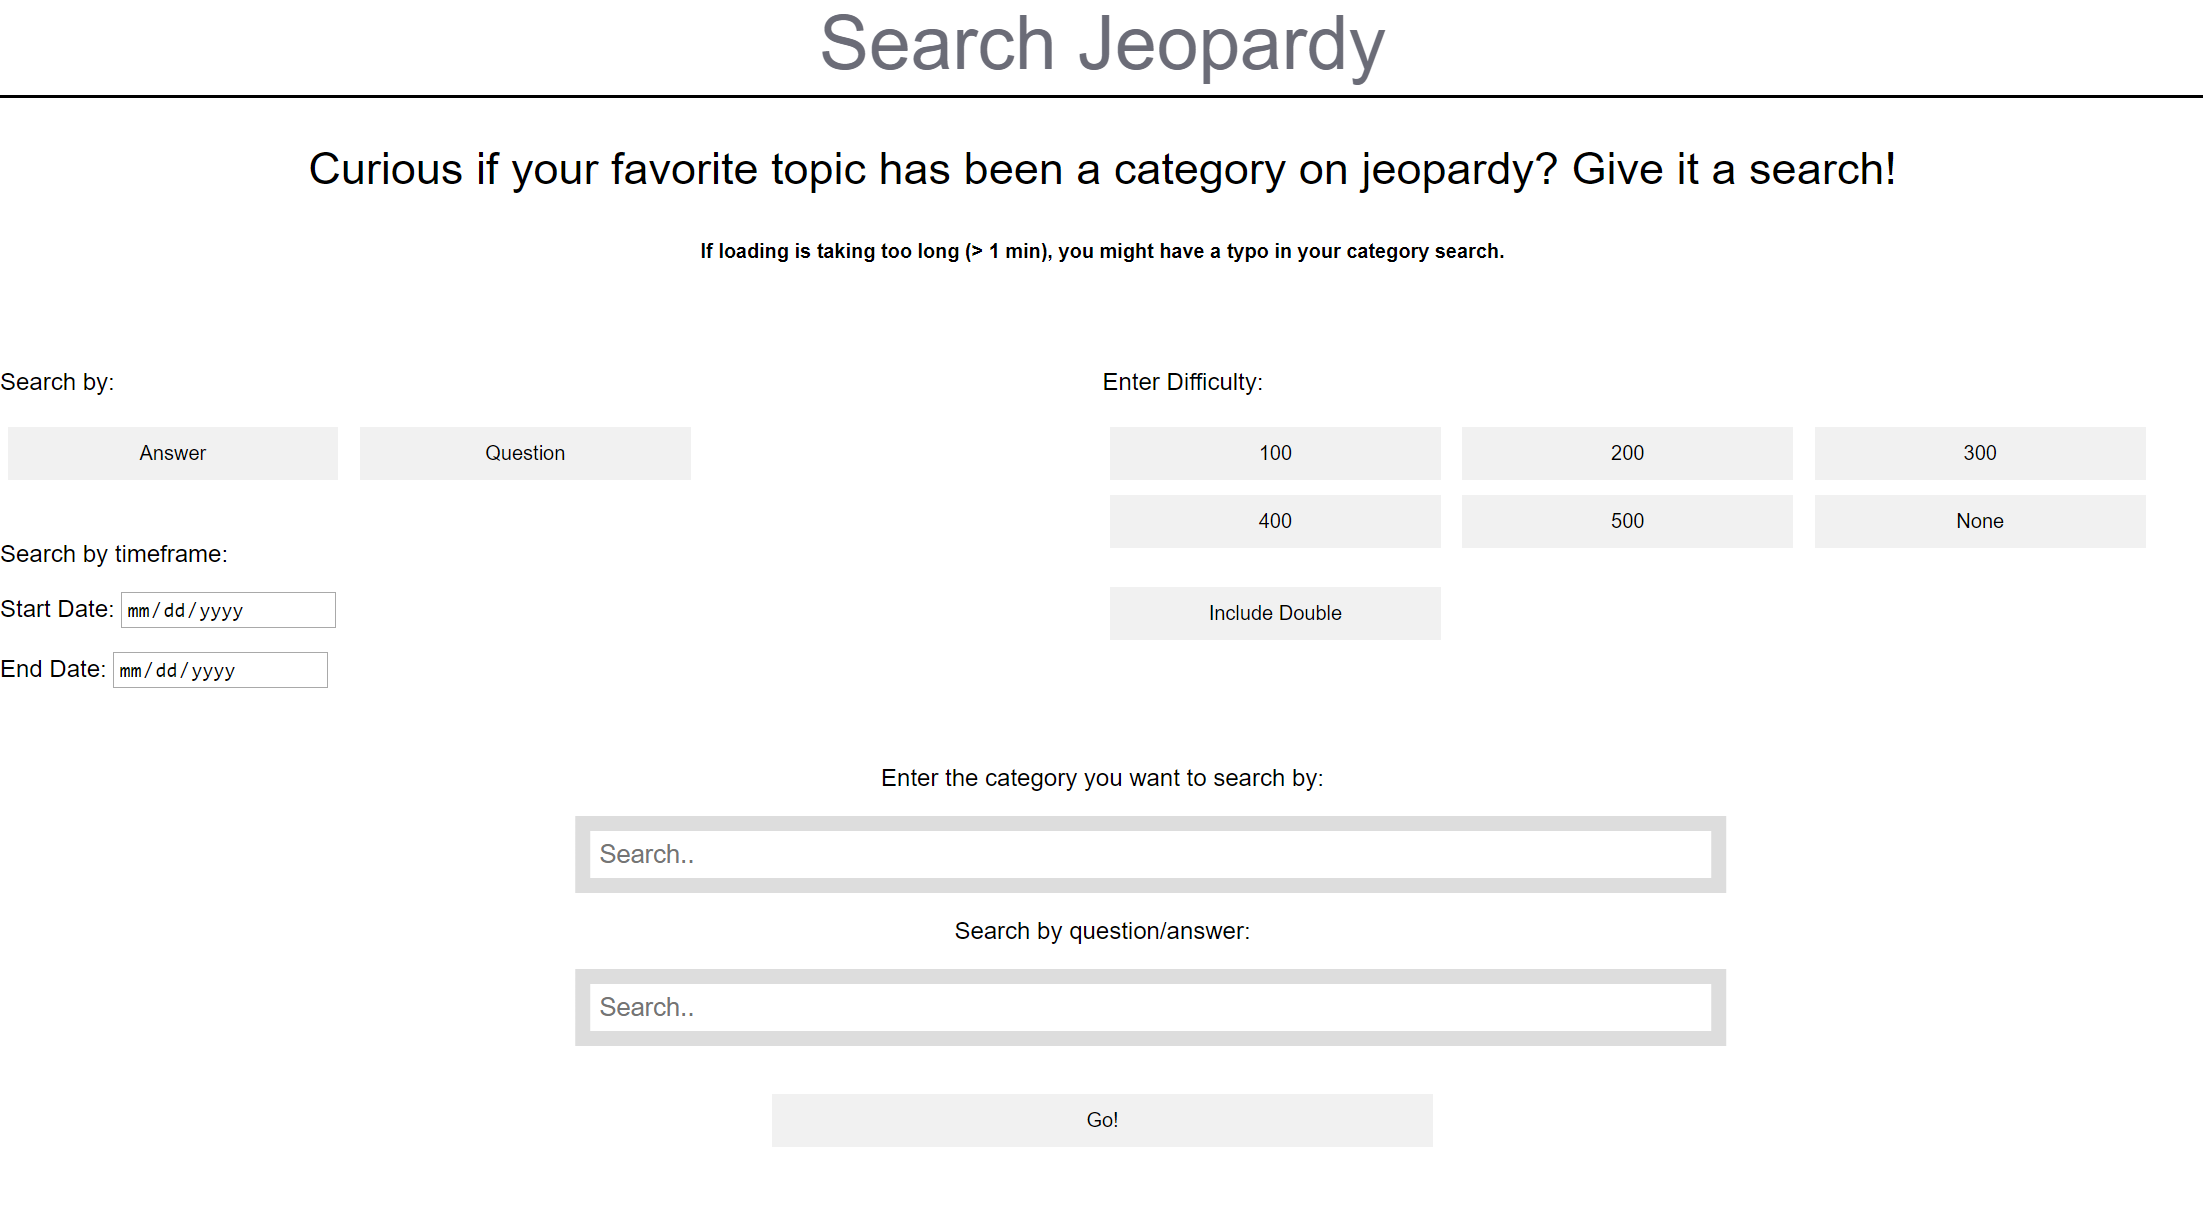 Search Jeopardy
Curious if your favorite topic has been a category on jeopardy? Give it a search!
If loading is taking too long (> 1 min), you might have a typo in your category search.
Search by:
Answer
Question
Search by timeframe:
Start Date: mm/dd/yyyy
End Date: mm/dd/yyyy
Enter Difficulty:
100
200
300
400
500
None
Include Double
Enter the category you want to search by:
Search..
Search by question/answer:
Search..
Go!